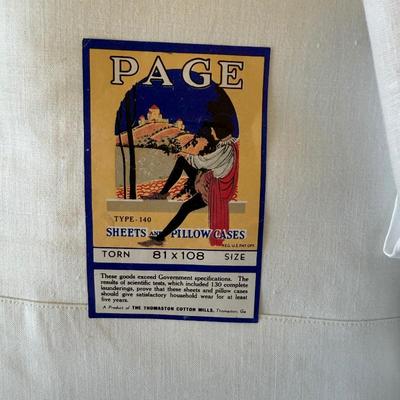 PAGE
TYPE-140
SHEETS AND PILLOW CASES
REG. U.S. PAT. OFF.
TORN 81 x 108 SIZE
These goods exceed Government specifications. The
results of scientific tests, which included 130 complete
launderings, prove that these sheets and pillow cases
should give satisfactory household wear for at least
five years.
A Product of THE THOMASTON COTTON MILLS, Thomaston, Ga.